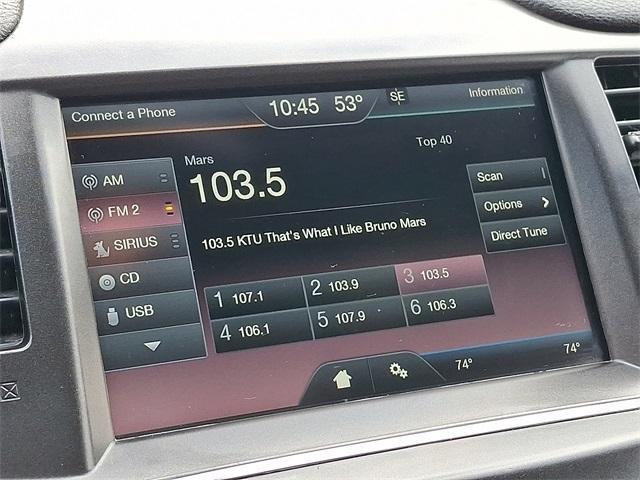 Connect a Phone 10:45 53° SE Information
Mars Top 40
103.5
103.5 KTU That's What I Like Bruno Mars
AM
FM 2
SIRIUS
CD
USB
Scan
Options
Direct Tune
1 107.1 2 103.9 3 103.5
4 106.1 5 107.9 6 106.3
74° 74°